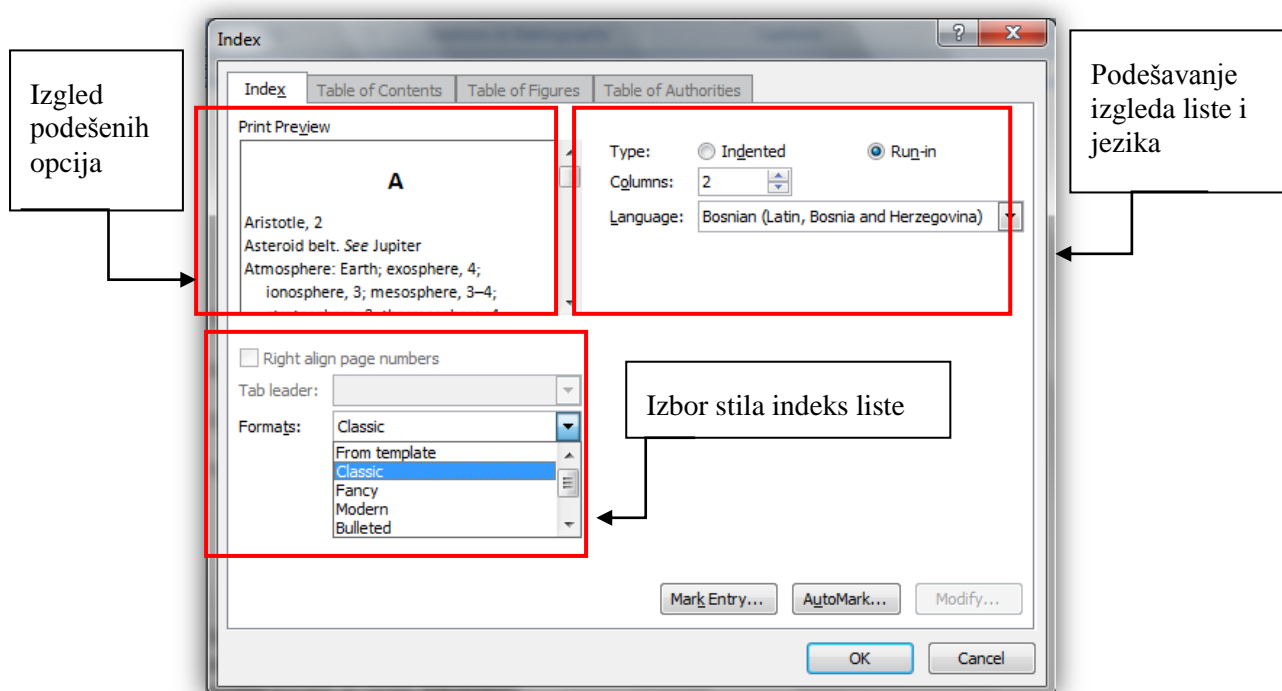 Index
Izgled
podešenih
opcija
Podešavanje
izgleda liste i
jezika
Index Table of Contents Table of Figures Table of Authorities
Print Preview
A
Aristotle, 2
Asteroid belt. See Jupiter
Atmosphere: Earth; exosphere, 4;
ionosphere, 3; mesosphere, 3–4;
Type: Indented Run-in
Columns: 2
Language: Bosnian (Latin, Bosnia and Herzegovina)
Right align page numbers
Tab leader:
Formats: Classic
From template
Classic
Fancy
Modern
Bulleted
Izbor stila indeks liste
Mark Entry... AutoMark... Modify...
OK Cancel